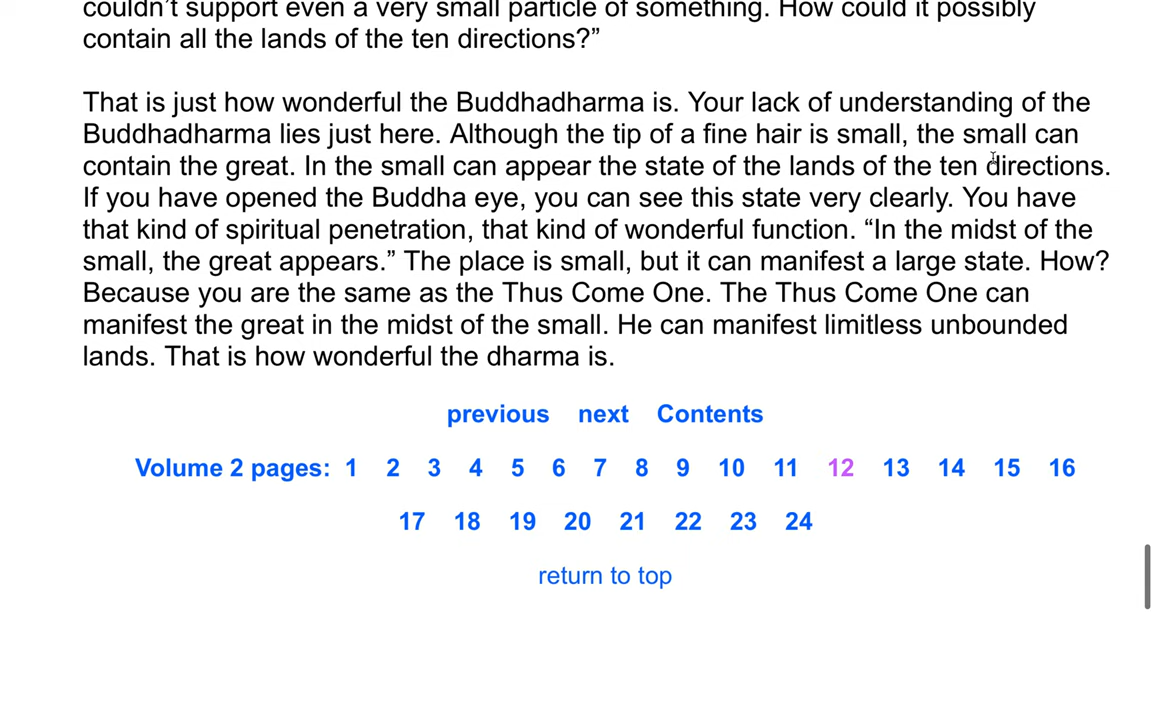 couldn’t support even a very small particle of something. How could it possibly
contain all the lands of the ten directions?”
That is just how wonderful the Buddhadharma is. Your lack of understanding of the
Buddhadharma lies just here. Although the tip of a fine hair is small, the small can
contain the great. In the small can appear the state of the lands of the ten directions.
If you have opened the Buddha eye, you can see this state very clearly. You have
that kind of spiritual penetration, that kind of wonderful function. “In the midst of the
small, the great appears.” The place is small, but it can manifest a large state. How?
Because you are the same as the Thus Come One. The Thus Come One can
manifest the great in the midst of the small. He can manifest limitless unbounded
lands. That is how wonderful the dharma is.
previous next Contents
Volume 2 pages: 1 2 3 4 5 6 7 8 9 10 11 12 13 14 15 16
17 18 19 20 21 22 23 24
return to top